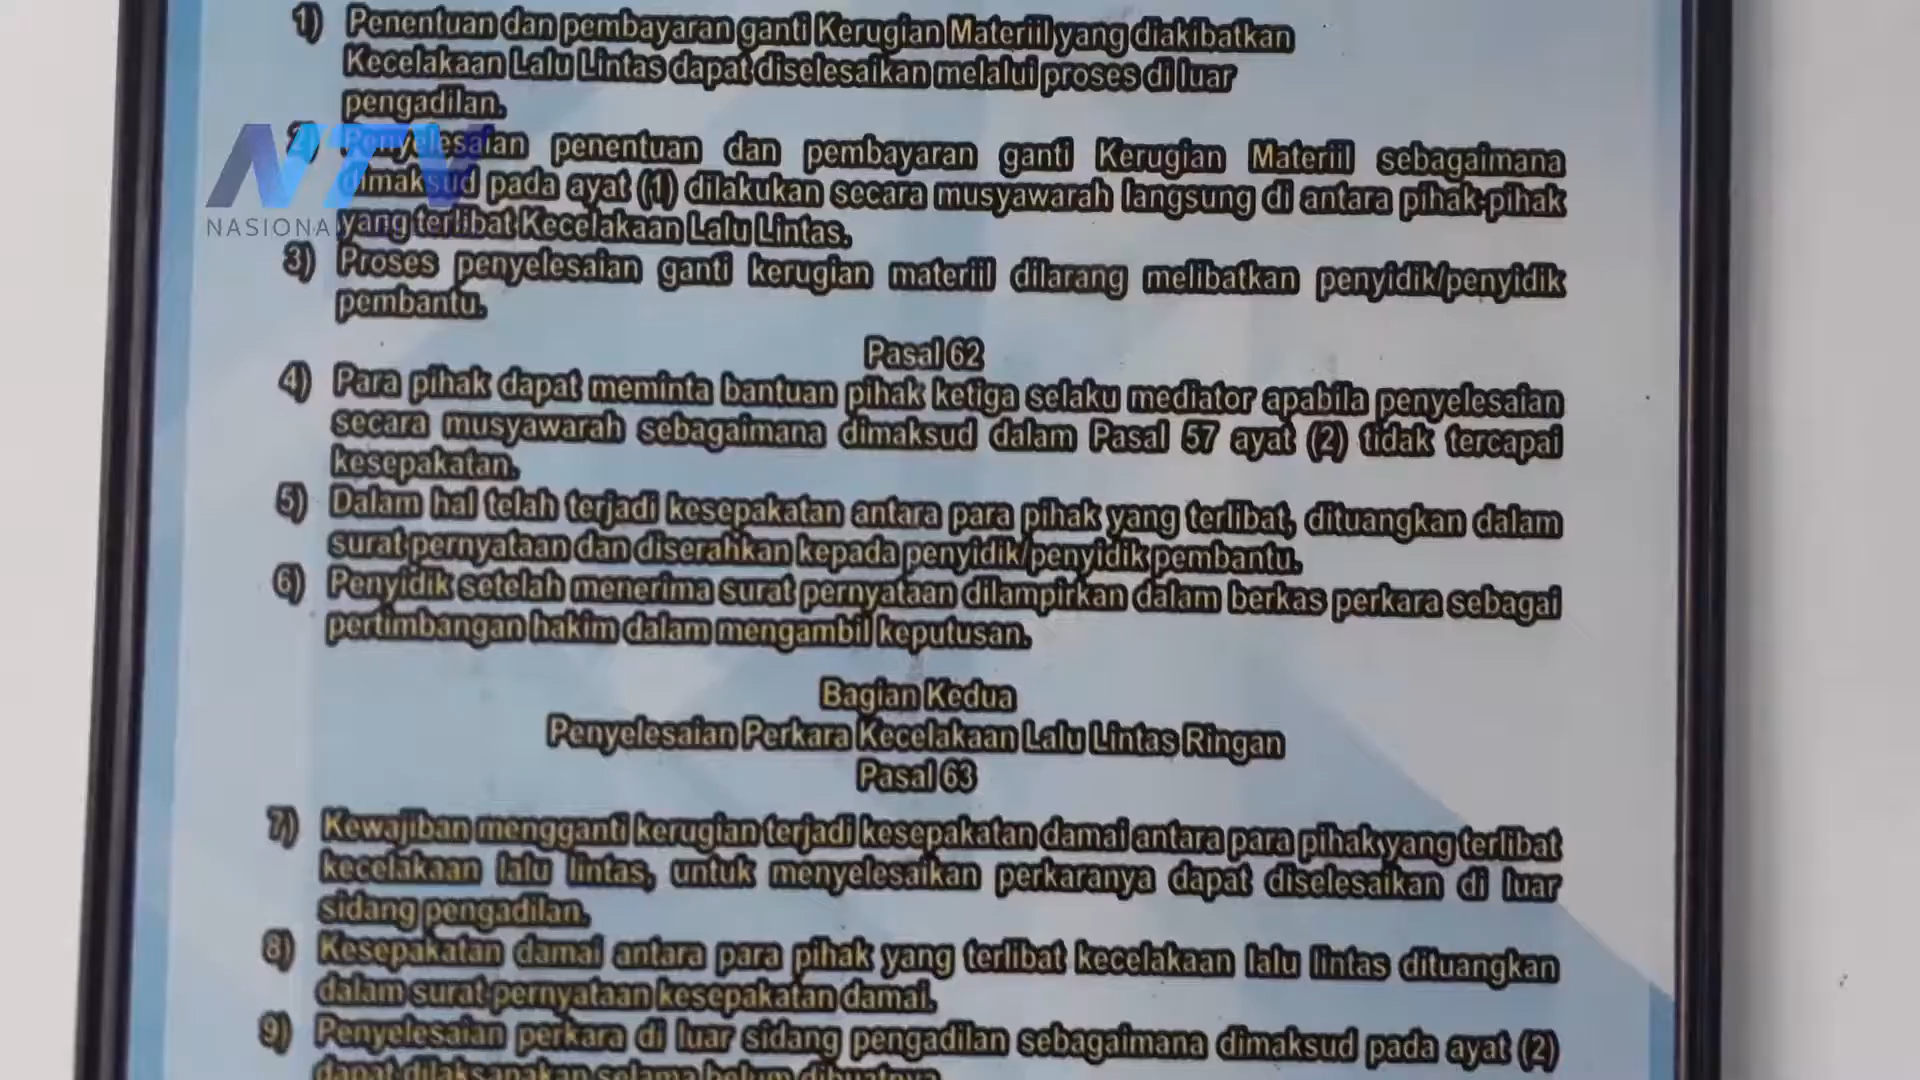 1) Penentuan dan pembayaran ganti Kerugian Materiil yang diakibatkan
Kecelakaan Lalu Lintas dapat diselesaikan melalui proses di luar
pengadilan.
NTV
NASIONAL
2) Penyelesaian penentuan dan pembayaran ganti Kerugian Materiil sebagaimana
dimaksud pada ayat (1) dilakukan secara musyawarah langsung di antara pihak-pihak
yang terlibat Kecelakaan Lalu Lintas.
3) Proses penyelesaian ganti kerugian materiil dilarang melibatkan penyidik/penyidik
pembantu.
Pasal 62
4) Para pihak dapat meminta bantuan pihak ketiga selaku mediator apabila penyelesaian
secara musyawarah sebagaimana dimaksud dalam Pasal 57 ayat (2) tidak tercapai
kesepakatan.
5) Dalam hal telah terjadi kesepakatan antara para pihak yang terlibat, dituangkan dalam
surat pernyataan dan diserahkan kepada penyidik/penyidik pembantu.
6) Penyidik setelah menerima surat pernyataan dilampirkan dalam berkas perkara sebagai
pertimbangan hakim dalam mengambil keputusan.
Bagian Kedua
Penyelesaian Perkara Kecelakaan Lalu Lintas Ringan
Pasal 63
7) Kewajiban mengganti kerugian terjadi kesepakatan damai antara para pihak yang terlibat
kecelakaan lalu lintas, untuk menyelesaikan perkaranya dapat diselesaikan di luar
sidang pengadilan.
8) Kesepakatan damai antara para pihak yang terlibat kecelakaan lalu lintas dituangkan
dalam surat pernyataan kesepakatan damai.
9) Penyelesaian perkara di luar sidang pengadilan sebagaimana dimaksud pada ayat (2)
dapat dilaksanakan selama belum dibuatnya